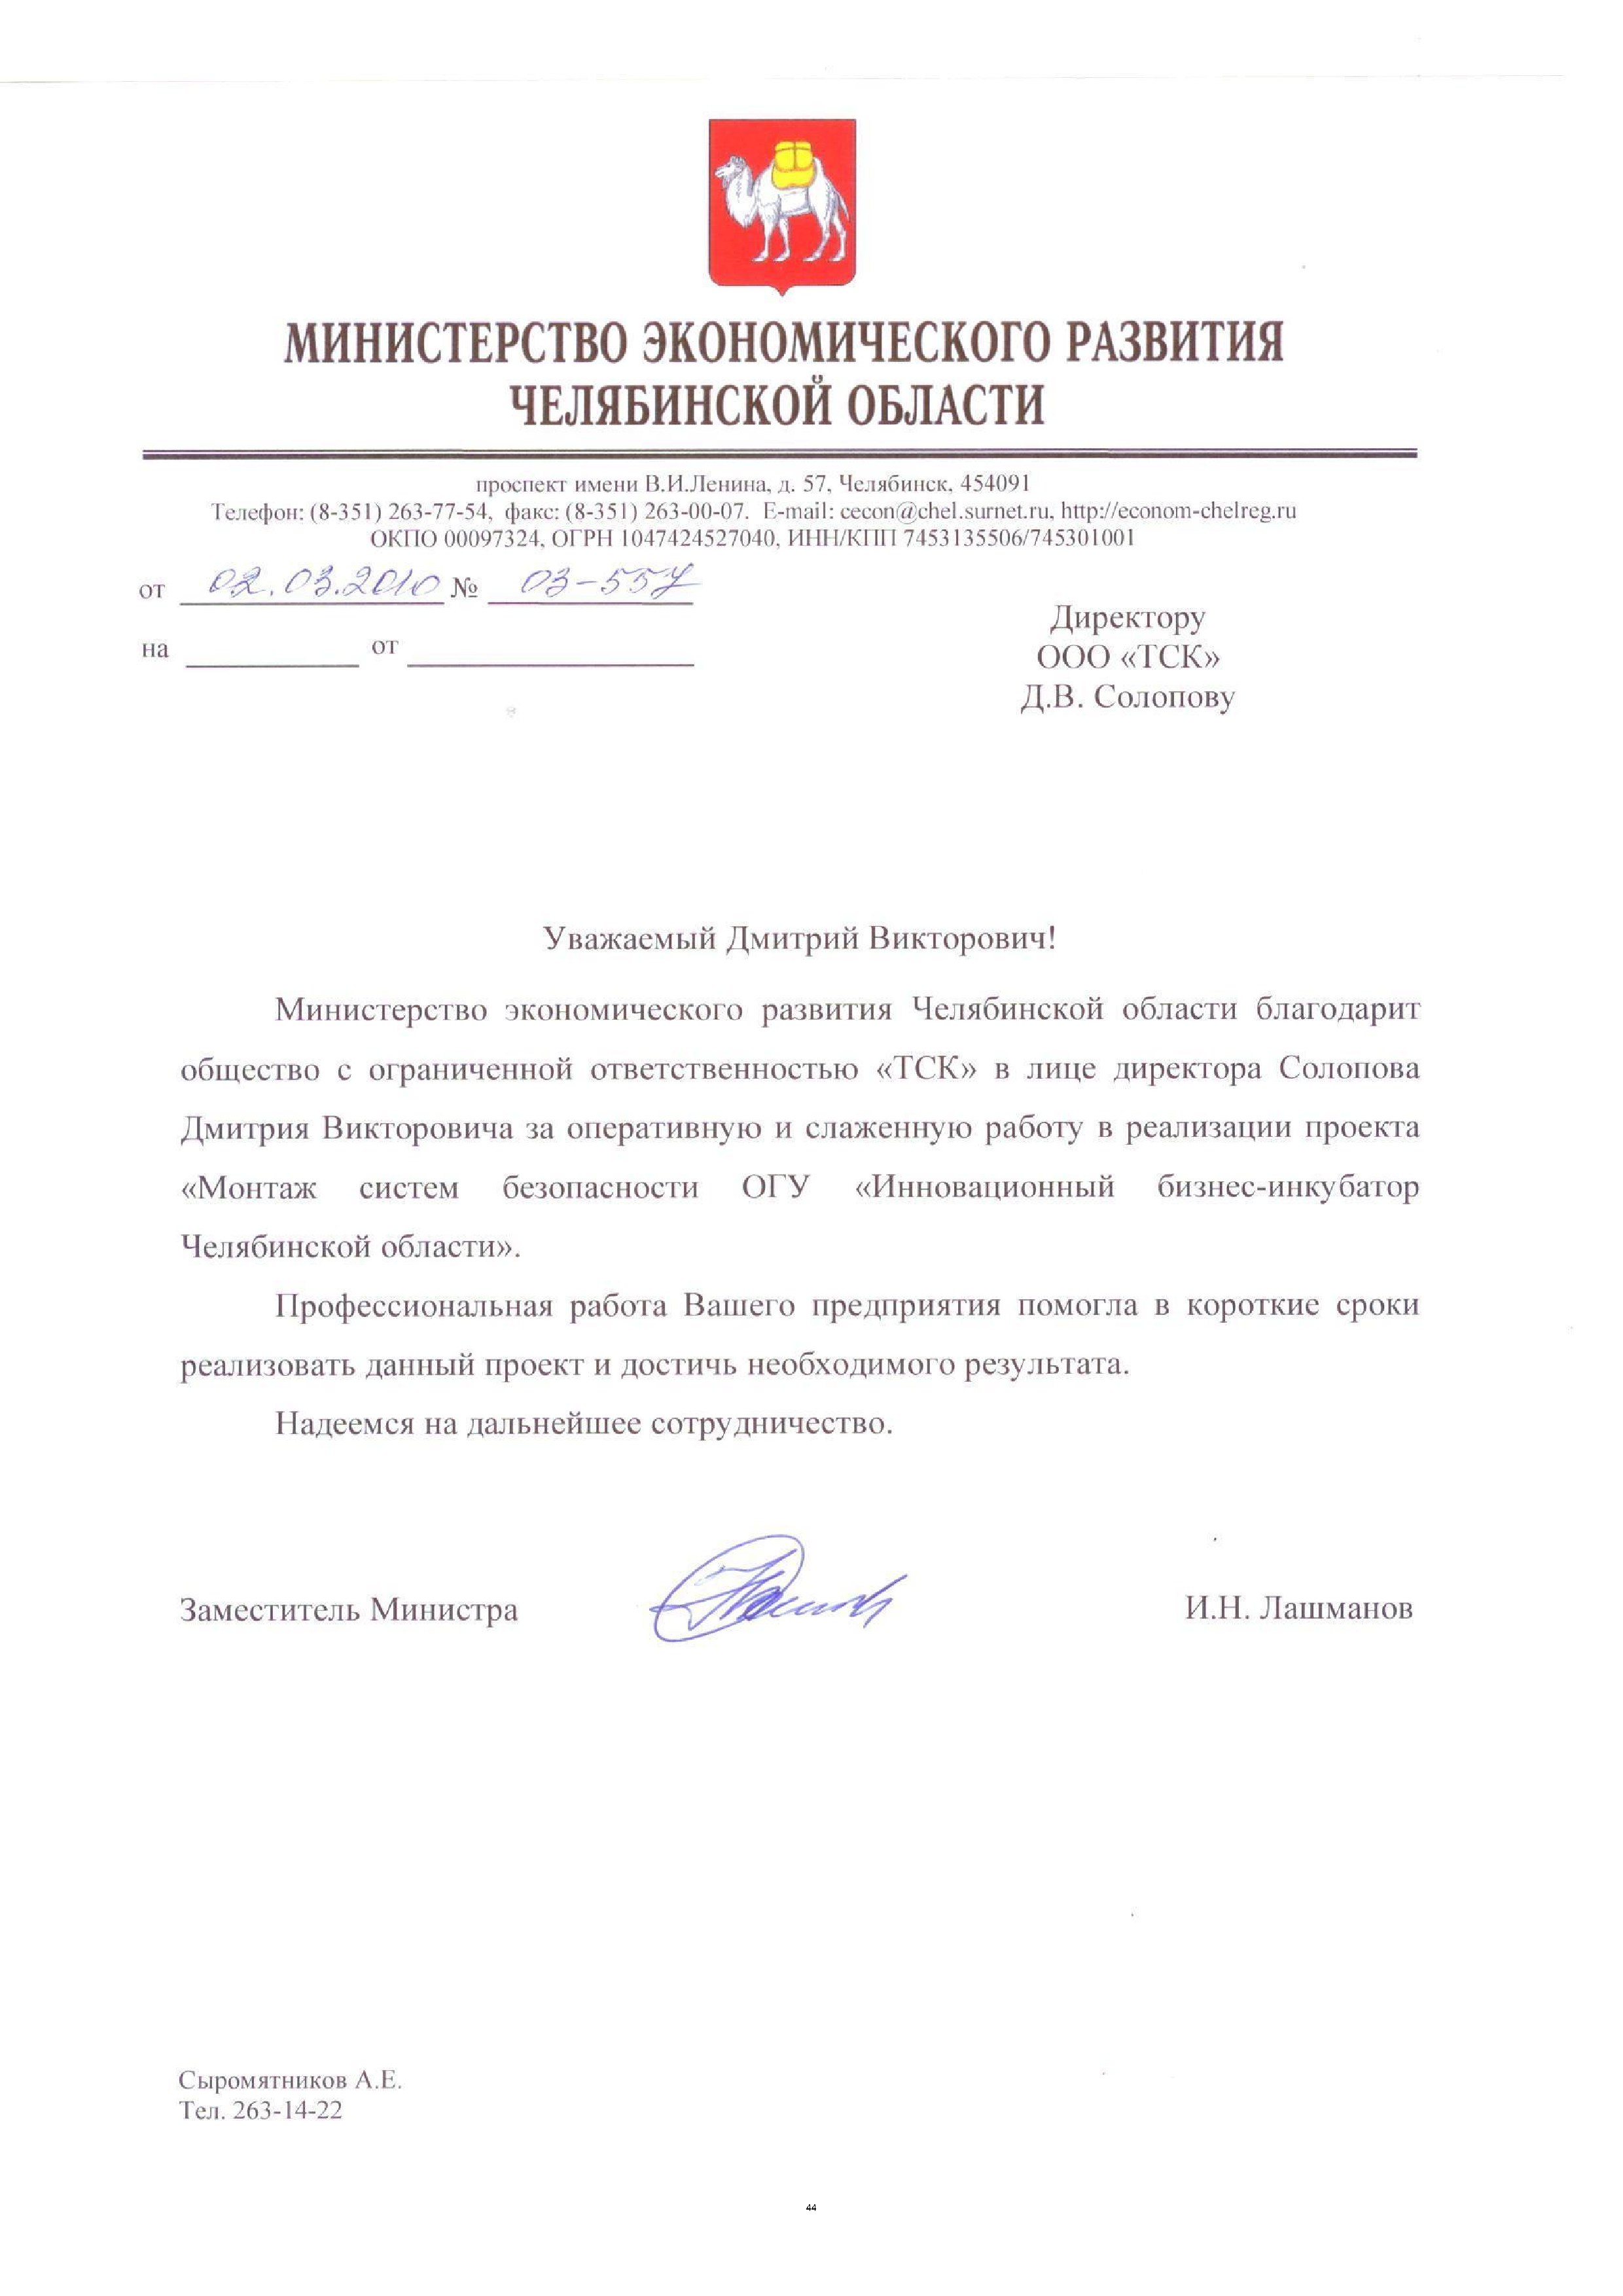 МИНИСТЕРСТВО ЭКОНОМИЧЕСКОГО РАЗВИТИЯ
ЧЕЛЯБИНСКОЙ ОБЛАСТИ
проспект имени В.И.Ленина, д. 57, Челябинск, 454091
Телефон: (8-351) 263-77-54, факс: (8-351) 263-00-07. E-mail: cecon@chel.surnet.ru, http://econom-chelreg.ru
ОКПО 00097324, ОГРН 1047424527040, ИНН/КПП 7453135506/745301001
от 02.03.2010 № 03-557
на от
Директору
ООО «ТСК»
Д.В. Солопову
Уважаемый Дмитрий Викторович!
Министерство экономического развития Челябинской области благодарит
общество с ограниченной ответственностью «ТСК» в лице директора Солопова
Дмитрия Викторовича за оперативную и слаженную работу в реализации проекта
«Монтаж систем безопасности ОГУ «Инновационный бизнес-инкубатор
Челябинской области».
Профессиональная работа Вашего предприятия помогла в короткие сроки
реализовать данный проект и достичь необходимого результата.
Надеемся на дальнейшее сотрудничество.
Заместитель Министра И.Н. Лашманов
Сыромятников А.Е.
Тел. 263-14-22
44